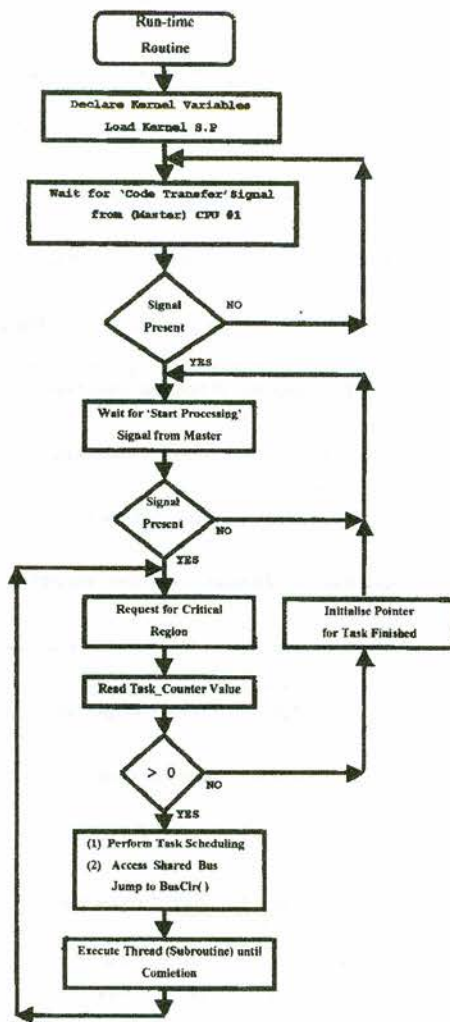 Run-time
Routine
Declare Kernel Variables
Load Kernel S.P
Wait for 'Code Transfer' Signal
from (Master) CPU #1
Signal
Present
NO
YES
Wait for 'Start Processing'
Signal from Master
Signal
Present
NO
YES
Request for Critical
Region
Initialise Pointer
for Task Finished
Read Task_Counter Value
> 0
NO
YES
(1) Perform Task Scheduling
(2) Access Shared Bus
Jump to BusClr( )
Execute Thread (Subroutine) until
Comletion